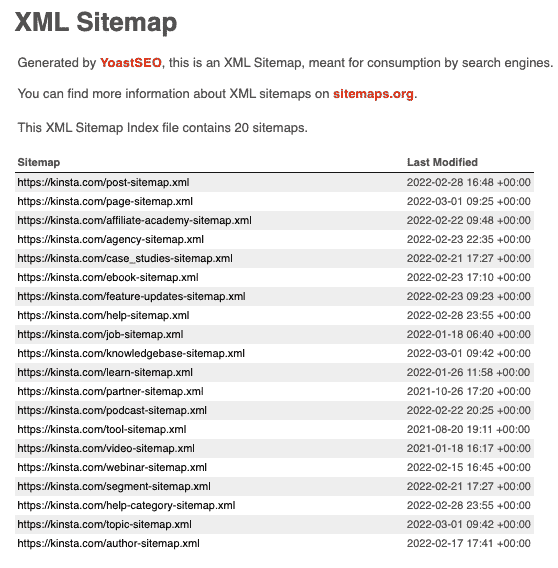 XML Sitemap
Generated by YoastSEO, this is an XML Sitemap, meant for consumption by search engines.
You can find more information about XML sitemaps on sitemaps.org.
This XML Sitemap Index file contains 20 sitemaps.
Sitemap Last Modified
https://kinsta.com/post-sitemap.xml 2022-02-28 16:48 +00:00
https://kinsta.com/page-sitemap.xml 2022-03-01 09:25 +00:00
https://kinsta.com/affiliate-academy-sitemap.xml 2022-02-22 09:48 +00:00
https://kinsta.com/agency-sitemap.xml 2022-02-23 22:35 +00:00
https://kinsta.com/case_studies-sitemap.xml 2022-02-21 17:27 +00:00
https://kinsta.com/ebook-sitemap.xml 2022-02-23 17:10 +00:00
https://kinsta.com/feature-updates-sitemap.xml 2022-02-23 09:23 +00:00
https://kinsta.com/help-sitemap.xml 2022-02-28 23:55 +00:00
https://kinsta.com/job-sitemap.xml 2022-01-18 06:40 +00:00
https://kinsta.com/knowledgebase-sitemap.xml 2022-03-01 09:42 +00:00
https://kinsta.com/learn-sitemap.xml 2022-01-26 11:58 +00:00
https://kinsta.com/partner-sitemap.xml 2021-10-26 17:20 +00:00
https://kinsta.com/podcast-sitemap.xml 2022-02-22 20:25 +00:00
https://kinsta.com/tool-sitemap.xml 2021-08-20 19:11 +00:00
https://kinsta.com/video-sitemap.xml 2021-01-18 16:17 +00:00
https://kinsta.com/webinar-sitemap.xml 2022-02-15 16:45 +00:00
https://kinsta.com/segment-sitemap.xml 2022-02-21 17:27 +00:00
https://kinsta.com/help-category-sitemap.xml 2022-02-28 23:55 +00:00
https://kinsta.com/topic-sitemap.xml 2022-03-01 09:42 +00:00
https://kinsta.com/author-sitemap.xml 2022-02-17 17:41 +00:00